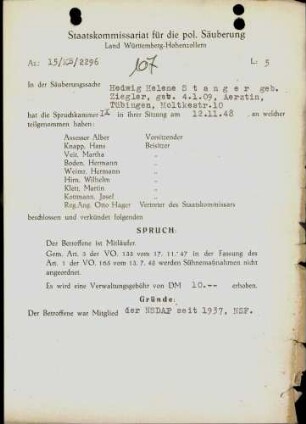 Staatskommissariat für die pol. Säuberung
Land Württemberg-Hohenzollern
Az: 15/25/2296
107
L: 5
In der Säuberungssache Hedwig Helene Stanger geb.
Ziegler, geb. 4.1.09, Aerztin,
Tübingen, Moltkestr.10
hat die Spruchkammer IX in ihrer Sitzung am 12.11.48 an welcher
teilgenommen haben:
Assessor Alber Vorsitzender
Knapp, Hans Beisitzer
Veit, Martha "
Boden, Hermann "
Weimer, Hermann "
Hirn, Wilhelm "
Klett, Martin "
Kottmann, Josef "
Reg.Ang. Otto Hager Vertreter des Staatskommissars
beschlossen und verkündet folgenden
SPRUCH:
Der Betroffene ist Mitläufer.
Gem. Art. 3 der VO. 133 vom 17. 11. 47 in der Fassung des
Art. 1 der VO. 165 vom 13. 7. 48 werden Sühnemaßnahmen nicht
angeordnet.
Es wird eine Verwaltungsgebühr von DM 10.-- erhoben.
Gründe:
Der Betroffene war Mitglied der NSDAP seit 1937, NSF.